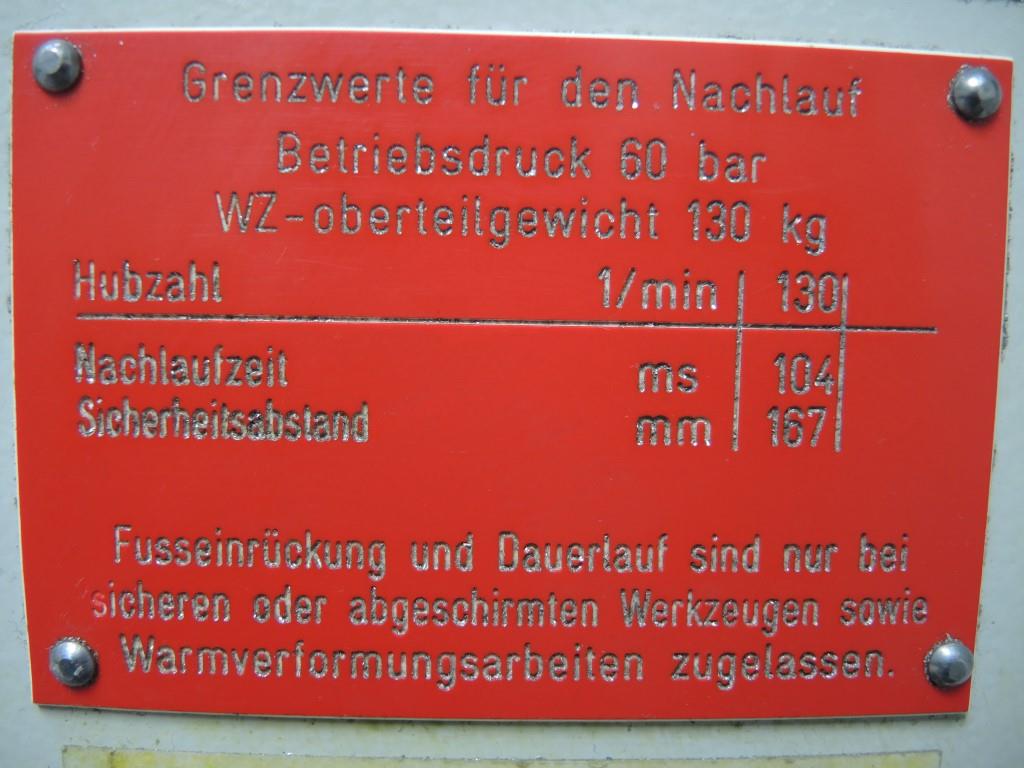 Grenzwerte für den Nachlauf
Betriebsdruck 60 bar
WZ-oberteilgewicht 130 kg
Hubzahl 1/min 130
Nachlaufzeit ms 104
Sicherheitsabstand mm 167
Fusseinrückung und Dauerlauf sind nur bei
sicheren oder abgeschirmten Werkzeugen sowie
Warmverformungsarbeiten zugelassen.